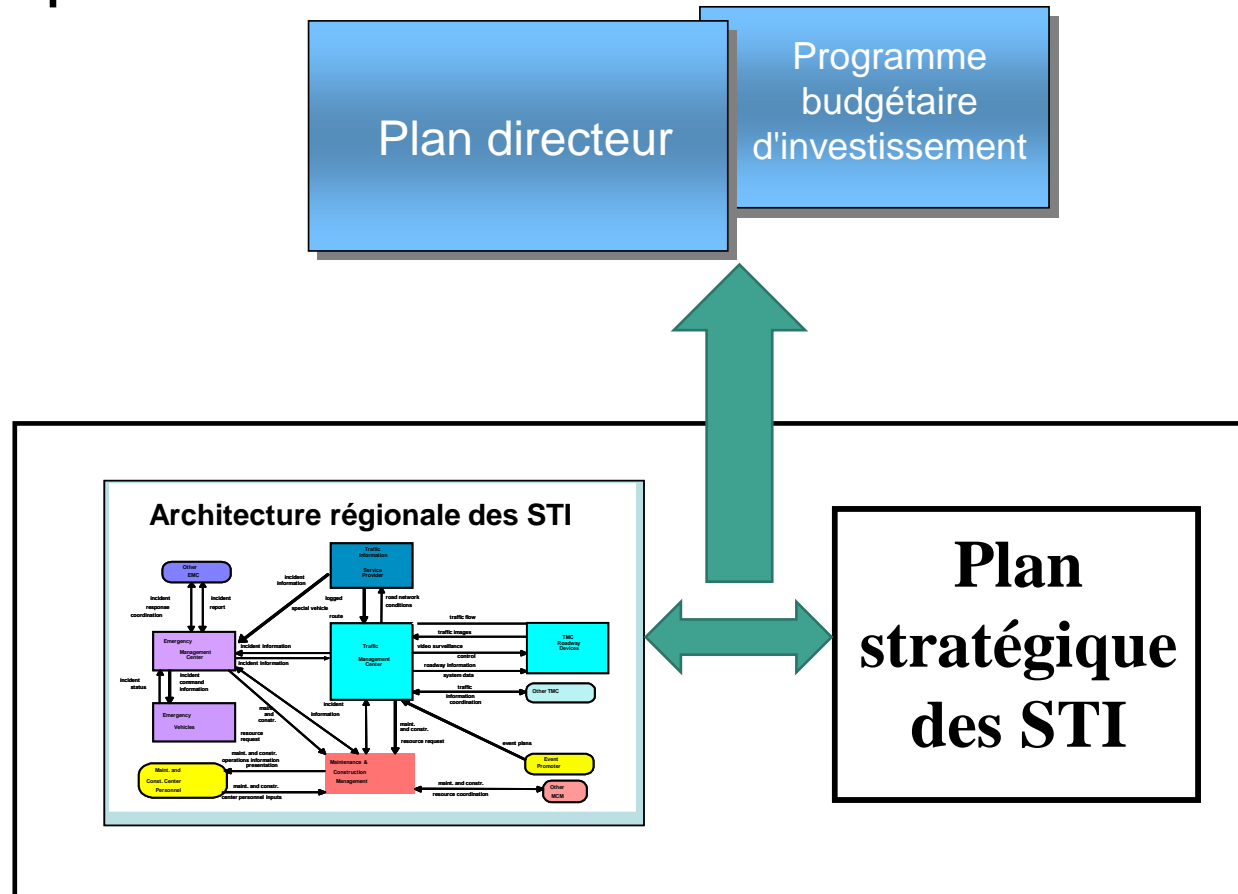 Programme
budgétaire
d'investissement
Plan directeur
Architecture régionale des STI
Traffic
Information
Service
Provider
Other
EMC
incident
information
incident
response
coordination
incident
report
logged
special vehicle
route
road network
conditions
traffic flow
traffic images
video surveillance
control
roadway information
system data
TMC
Roadway
Devices
Emergency
Management
Center
incident information
incident information
Traffic
Management
Center
traffic
information
coordination
Other TMC
incident
status
incident
command
information
maint.
and
constr.
resource
request
incident
information
maint.
and constr.
resource request
event plans
Emergency
Vehicles
maint. and constr.
operations information
presentation
Maintenance &
Construction
Management
Event
Promoter
Maint. and
Const. Center
Personnel
maint. and constr.
center personnel inputs
maint. and constr.
resource coordination
Other
MCM
Plan
stratégique
des STI